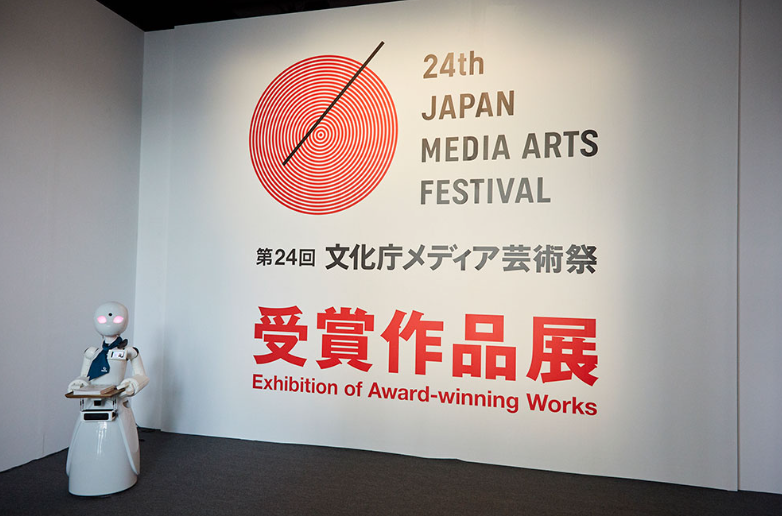 24th
JAPAN
MEDIA ARTS
FESTIVAL
第24回 文化庁メディア芸術祭
受賞作品展
Exhibition of Award-winning Works